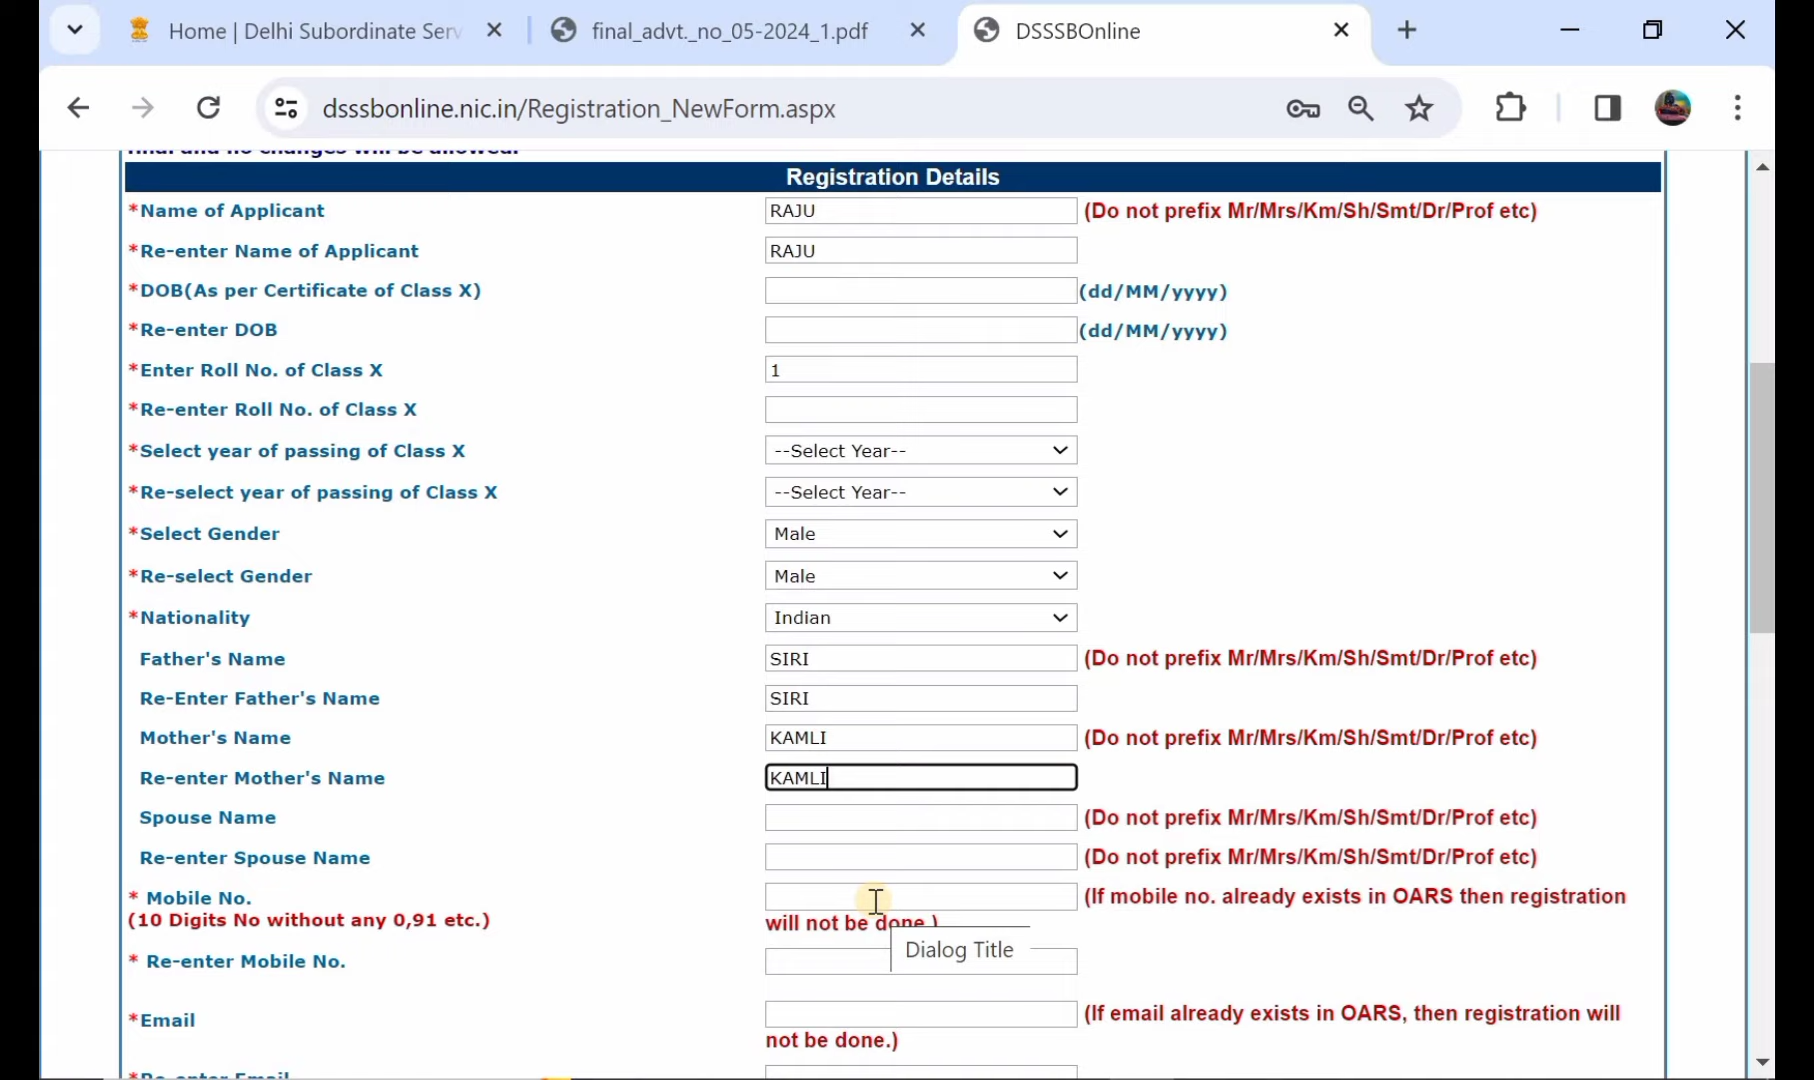 Home | Delhi Subordinate Serv
final_advt._no_05-2024_1.pdf
DSSSBOnline
dsssbonline.nic.in/Registration_NewForm.aspx
final and no changes will be allowed.
Registration Details
*Name of Applicant RAJU (Do not prefix Mr/Mrs/Km/Sh/Smt/Dr/Prof etc)
*Re-enter Name of Applicant RAJU
*DOB(As per Certificate of Class X) (dd/MM/yyyy)
*Re-enter DOB (dd/MM/yyyy)
*Enter Roll No. of Class X 1
*Re-enter Roll No. of Class X
*Select year of passing of Class X --Select Year--
*Re-select year of passing of Class X --Select Year--
*Select Gender Male
*Re-select Gender Male
*Nationality Indian
Father's Name SIRI (Do not prefix Mr/Mrs/Km/Sh/Smt/Dr/Prof etc)
Re-Enter Father's Name SIRI
Mother's Name KAMLI (Do not prefix Mr/Mrs/Km/Sh/Smt/Dr/Prof etc)
Re-enter Mother's Name KAMLI
Spouse Name (Do not prefix Mr/Mrs/Km/Sh/Smt/Dr/Prof etc)
Re-enter Spouse Name (Do not prefix Mr/Mrs/Km/Sh/Smt/Dr/Prof etc)
* Mobile No. (If mobile no. already exists in OARS then registration
(10 Digits No without any 0,91 etc.) will not be done.)
Dialog Title
* Re-enter Mobile No.
*Email (If email already exists in OARS, then registration will
not be done.)
*Re-enter Email